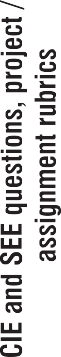 CIE and SEE questions, project /
assignment rubrics